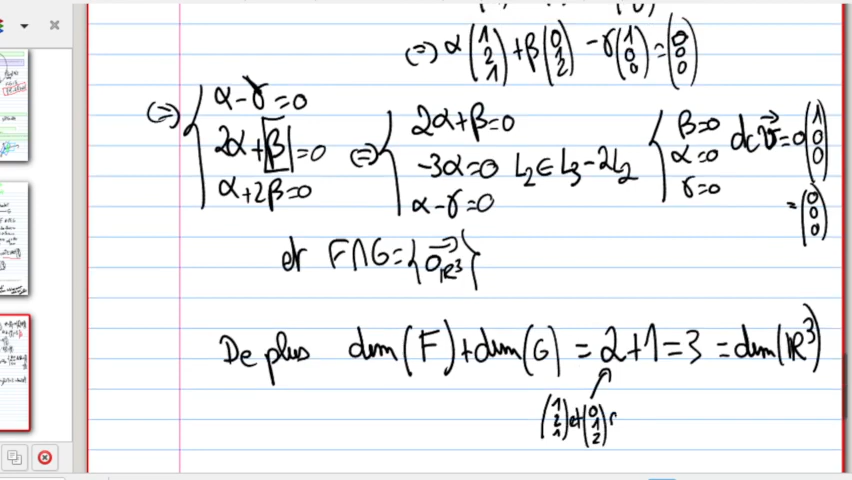 (=) α(1 2 1) + β(0 1 2) - γ(1 0 0) = (0 0 0)
(=) { α-γ=0
2α+β=0
α+2β=0
(=) { 2α+β=0
-3α=0 L2 ∈ L3-2L2
α-γ=0
{ β=0
α=0
γ=0
dc v⃗ = 0(1 0 0)
= (0 0 0)
et F∩G = {0⃗ℝ³}
De plus dim(F)+dim(G) = 2+1=3 = dim(ℝ³)
(1 2 1) et (0 1 2)